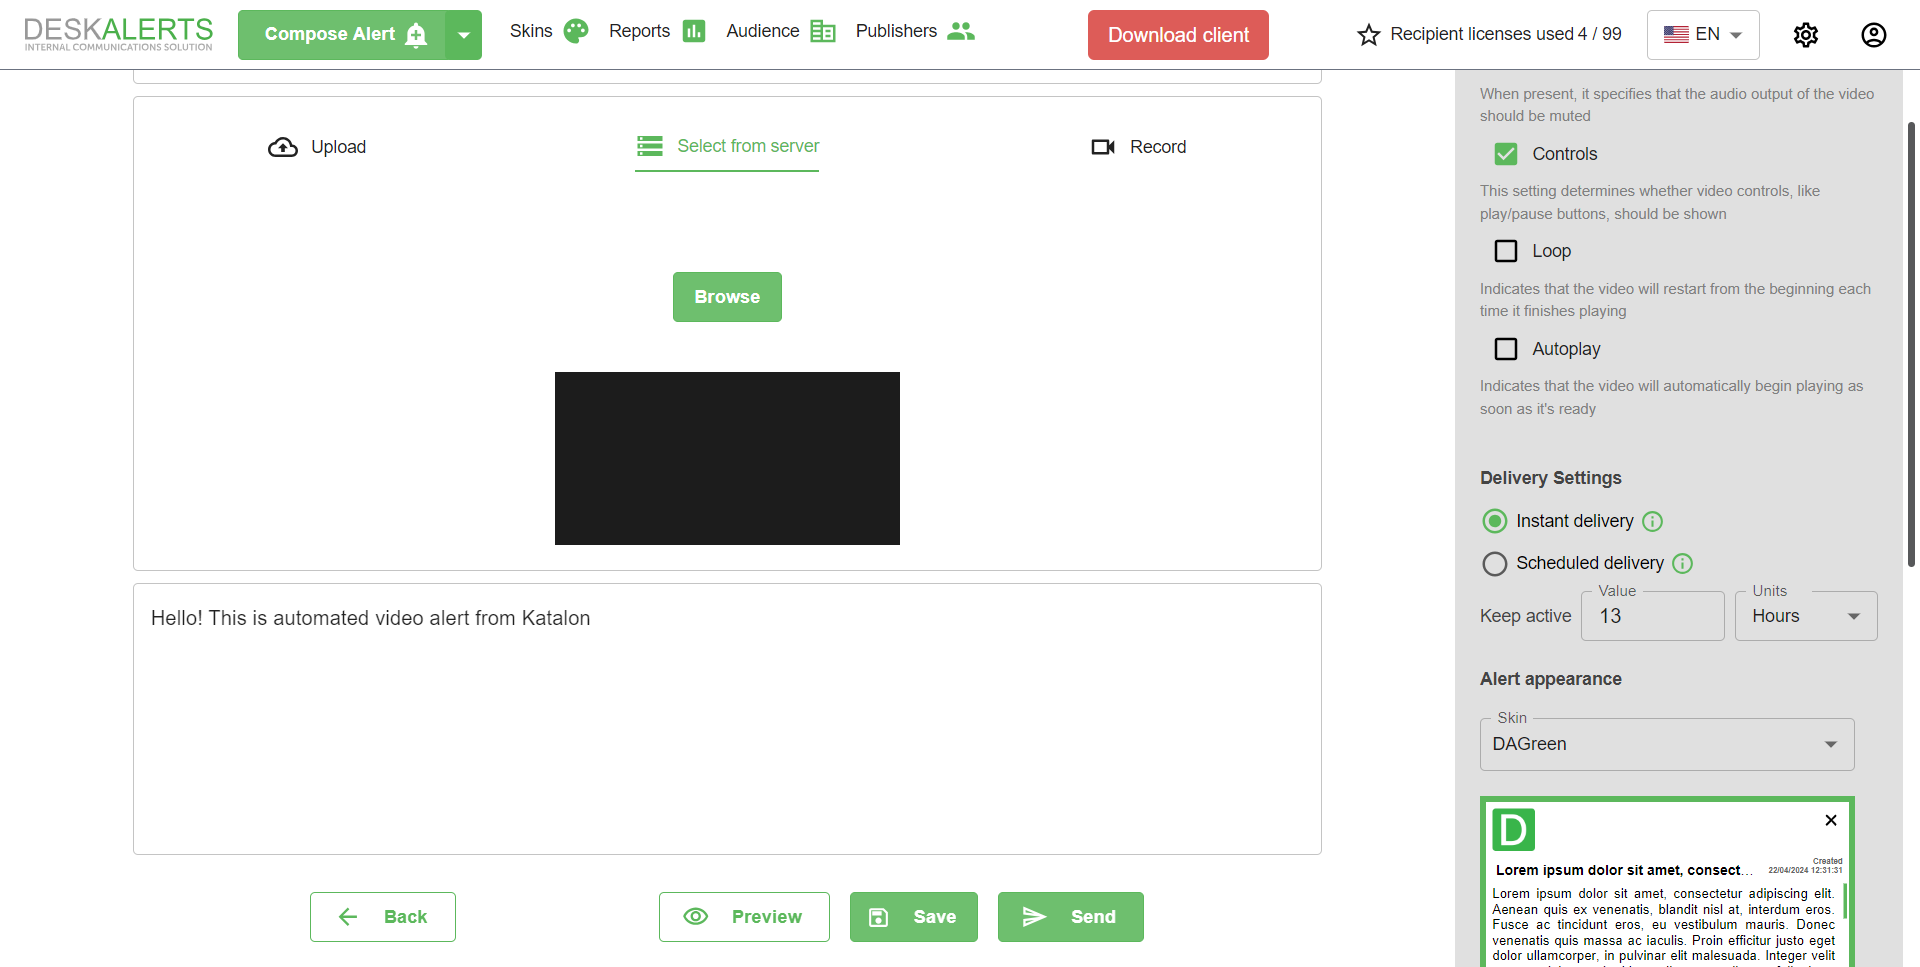 DESKALERTS
INTERNAL COMMUNICATIONS SOLUTION
Compose Alert
Skins
Reports
Audience
Publishers
Download client
Recipient licenses used 4 / 99
EN
Upload
Select from server
Record
Browse
Hello! This is automated video alert from Katalon
Back
Preview
Save
Send
When present, it specifies that the audio output of the video
should be muted
Controls
This setting determines whether video controls, like
play/pause buttons, should be shown
Loop
Indicates that the video will restart from the beginning each
time it finishes playing
Autoplay
Indicates that the video will automatically begin playing as
soon as it's ready
Delivery Settings
Instant delivery
Scheduled delivery
Keep active
Value
13
Units
Hours
Alert appearance
Skin
DAGreen
D
Created
Lorem ipsum dolor sit amet, consect...
22/04/2024 12:31:31
Lorem ipsum dolor sit amet, consectetur adipiscing elit.
Aenean quis ex venenatis, blandit nisl at, interdum eros.
Fusce ac tincidunt eros, eu vestibulum mauris. Donec
venenatis quis massa ac iaculis. Proin efficitur justo eget
dolor ullamcorper, in pulvinar elit malesuada. Integer velit